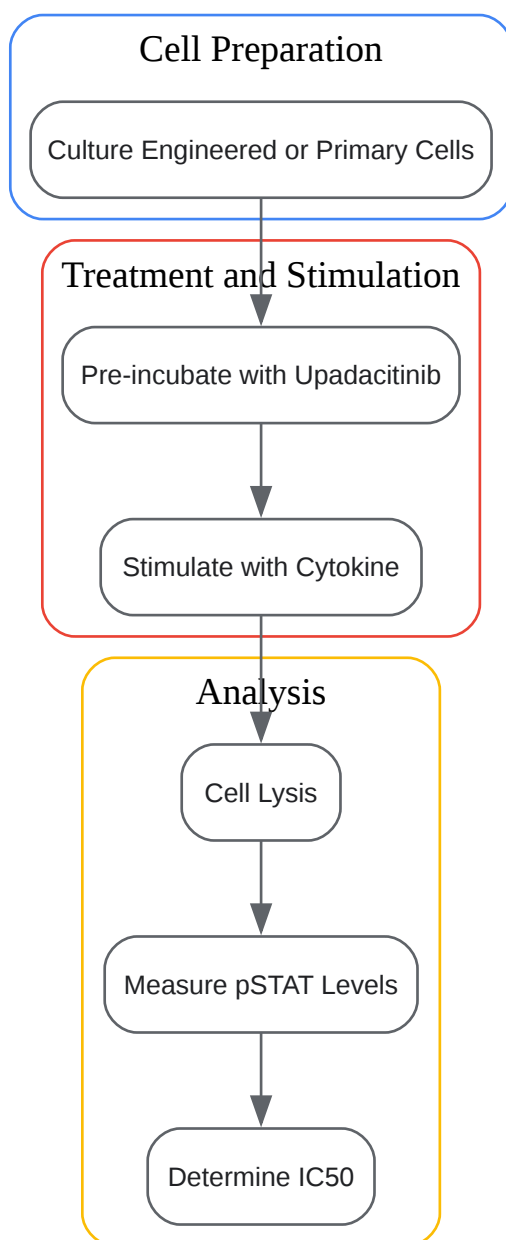 Cell Preparation
Culture Engineered or Primary Cells
Treatment and Stimulation
Pre-incubate with Upadacitinib
Stimulate with Cytokine
Analysis
Cell Lysis
Measure pSTAT Levels
Determine IC50